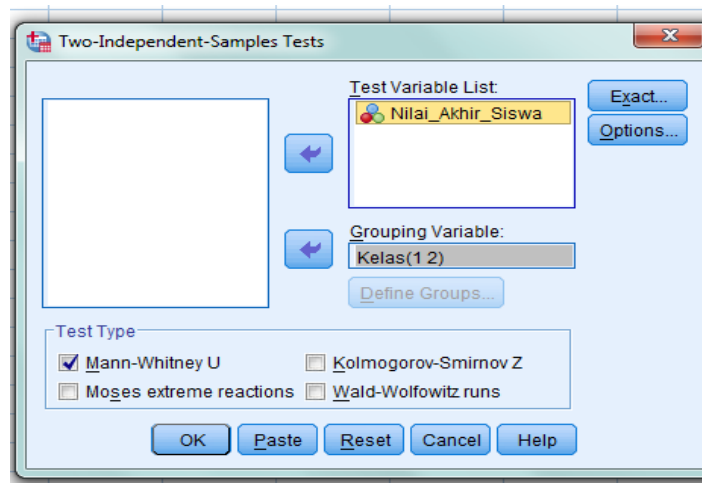 Two-Independent-Samples Tests
Test Variable List:
Nilai_Akhir_Siswa
Exact...
Options...
Grouping Variable:
Kelas(1 2)
Define Groups...
Test Type
Mann-Whitney U
Kolmogorov-Smirnov Z
Moses extreme reactions
Wald-Wolfowitz runs
OK
Paste
Reset
Cancel
Help